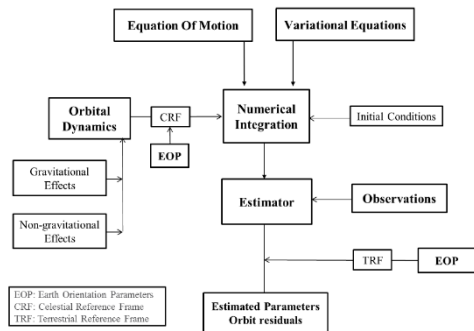 Equation Of Motion
Variational Equations
Orbital
Dynamics
CRF
Numerical
Integration
Initial Conditions
EOP
Gravitational
Effects
Estimator
Observations
Non-gravitational
Effects
TRF
EOP
EOP: Earth Orientation Parameters
CRF: Celestial Reference Frame
TRF: Terrestrial Reference Frame
Estimated Parameters
Orbit residuals